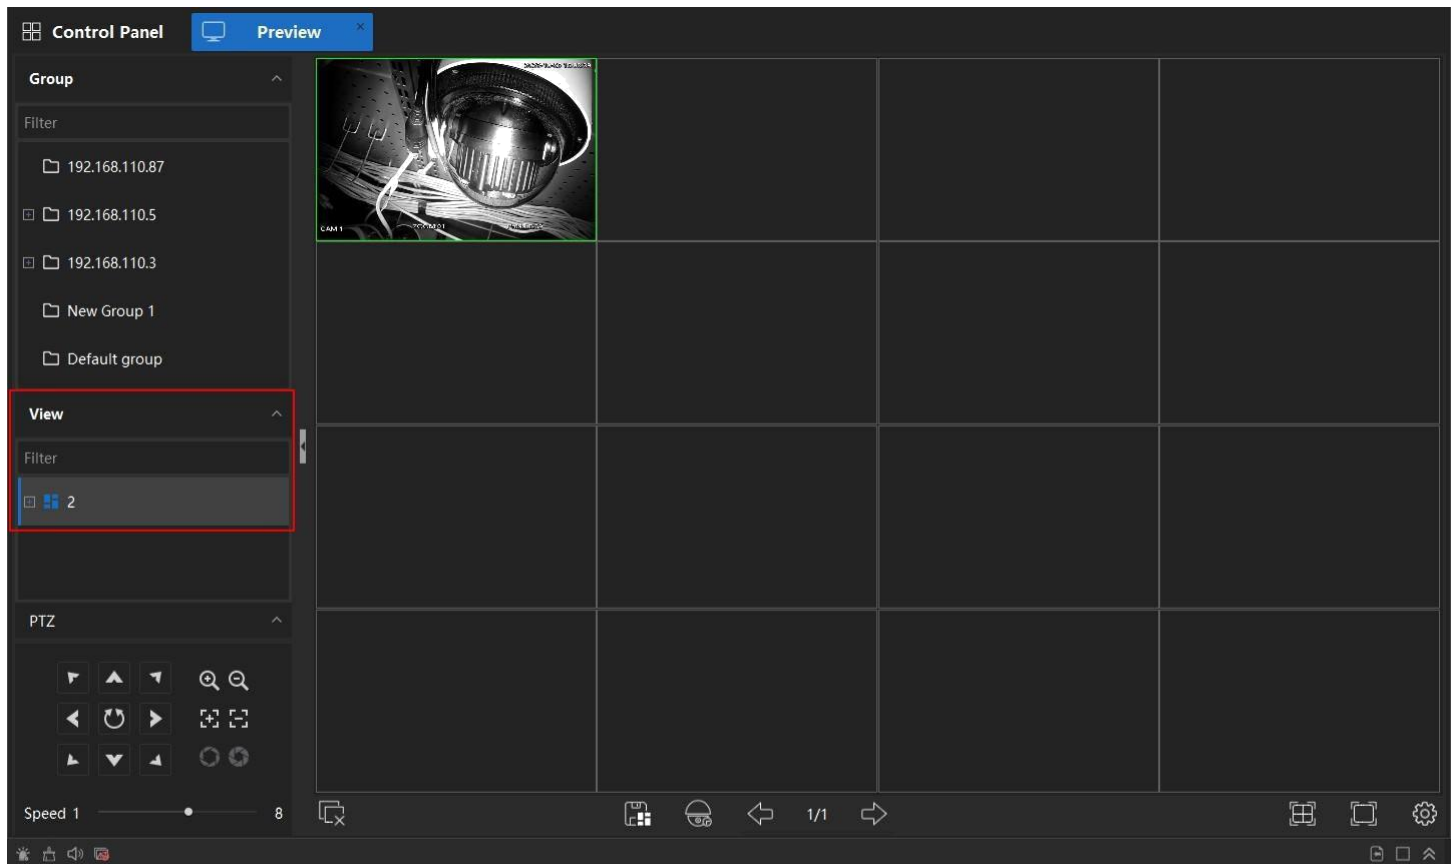 Control Panel
Preview
Group
Filter
192.168.110.87
192.168.110.5
192.168.110.3
New Group 1
Default group
View
Filter
2
PTZ
Speed 1 8
CAM 1
1/1